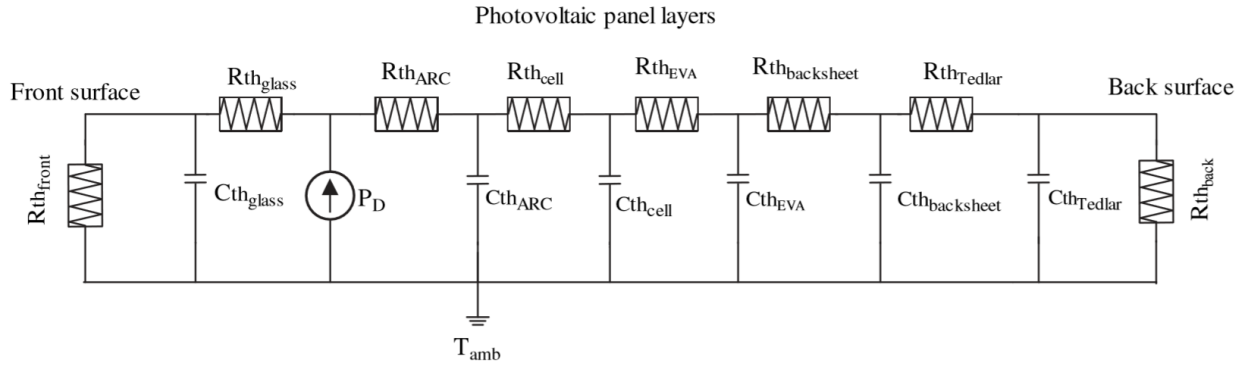 Photovoltaic panel layers
Front surface
Rth_glass
Rth_ARC
Rth_cell
Rth_EVA
Rth_backsheet
Rth_Tedlar
Back surface
Rth_front
Cth_glass
P_D
Cth_ARC
Cth_cell
Cth_EVA
Cth_backsheet
Cth_Tedlar
Rth_back
T_amb